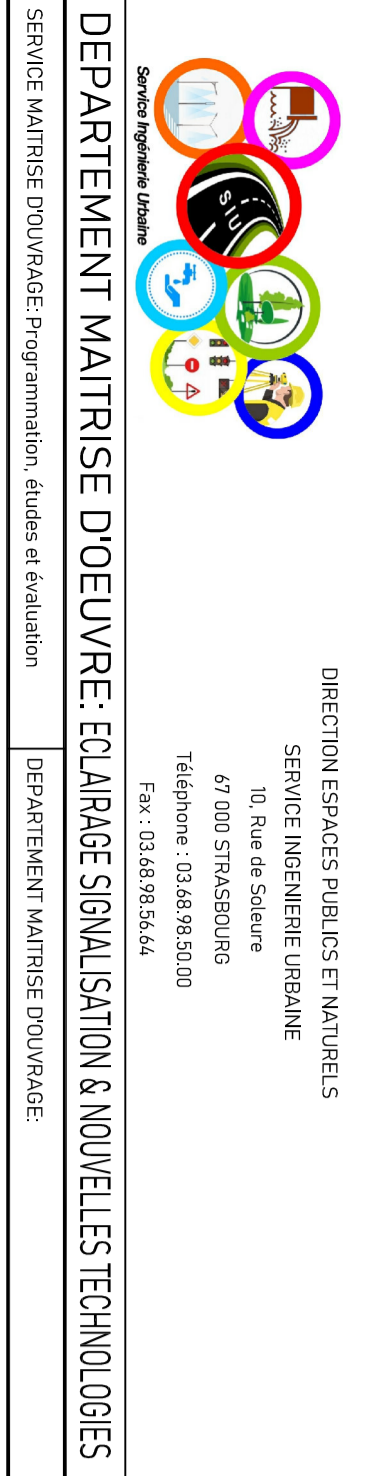 DIRECTION ESPACES PUBLICS ET NATURELS
SERVICE INGENIERIE URBAINE
10, Rue de Soleure
67 000 STRASBOURG
Téléphone : 03.68.98.50.00
Fax : 03.68.98.56.64
SIU
Service Ingénierie Urbaine
DEPARTEMENT MAITRISE D'OEUVRE: ECLAIRAGE SIGNALISATION & NOUVELLES TECHNOLOGIES
SERVICE MAITRISE D'OUVRAGE: Programmation, études et évaluation
DEPARTEMENT MAITRISE D'OUVRAGE: